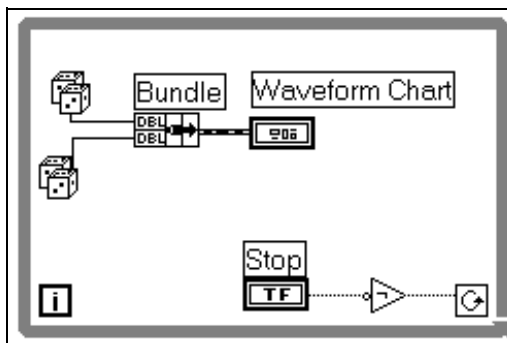 Bundle Waveform Chart
DBL
DBL
Stop
TF
i